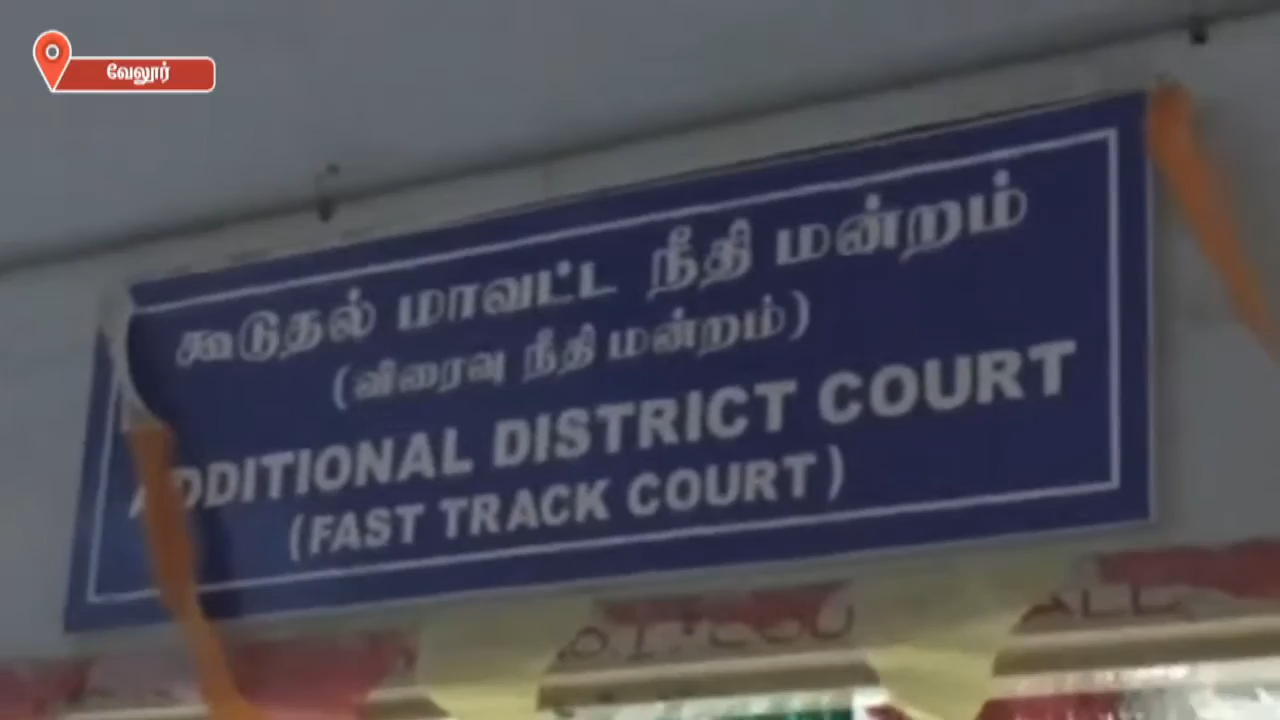 வேலூர்
கூடுதல் மாவட்ட நீதி மன்றம்
(விரைவு நீதி மன்றம்)
ADDITIONAL DISTRICT COURT
(FAST TRACK COURT)